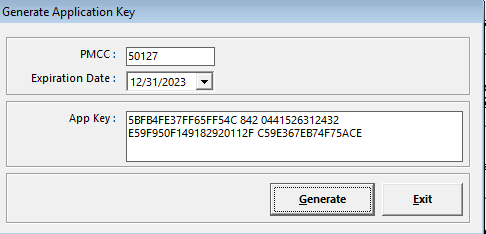 Generate Application Key
PMCC :
50127
Expiration Date :
12/31/2023
App Key :
5BFB4FE37FF65FF54C 842 0441526312432
E59F950F149182920112F C59E367EB74F75ACE
Generate
Exit